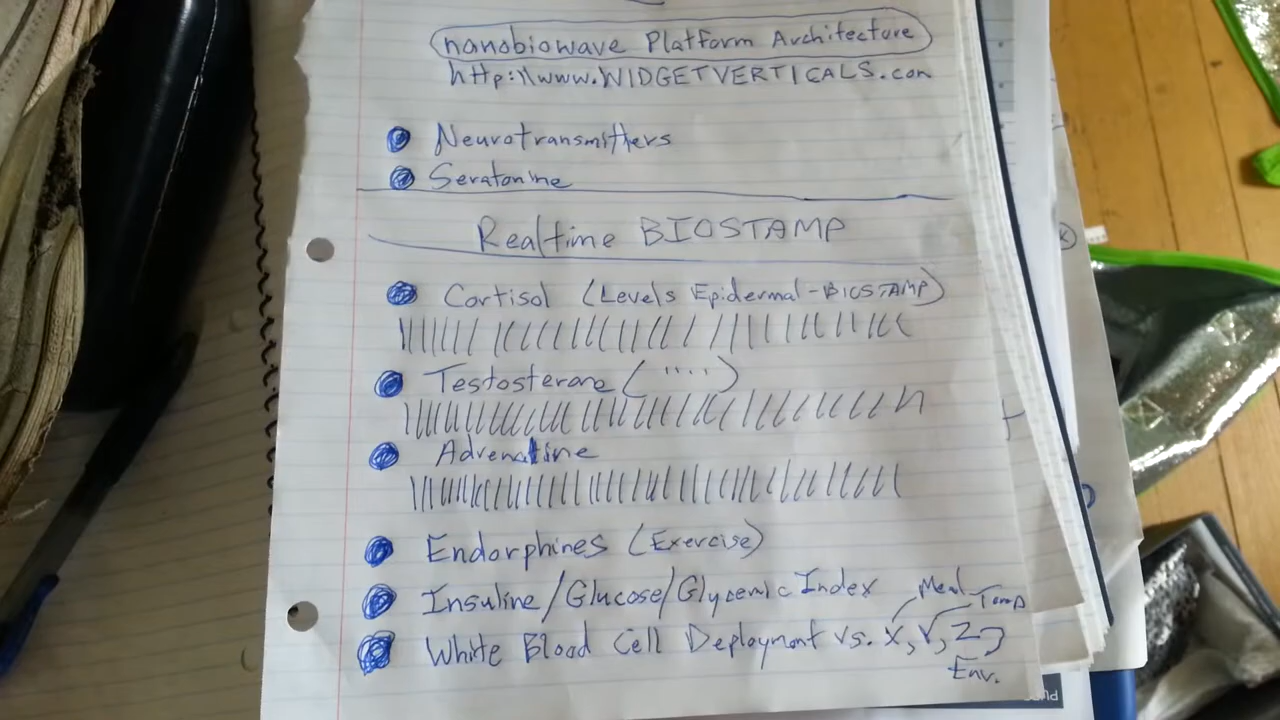 nanobiowave Platform Architecture
http:\\www.WIDGETVERTICALS.com
Neurotransmitters
Seratonine
Realtime BIOSTAMP
Cortisol (Levels Epidermal-BIOSTAMP)
Testosterone (″″)
Adrenaline
Endorphines (Exercise)
Insuline/Glucose/Glycemic Index
Meal Temp
White Blood Cell Deployment vs. X, Y, Z
Env.